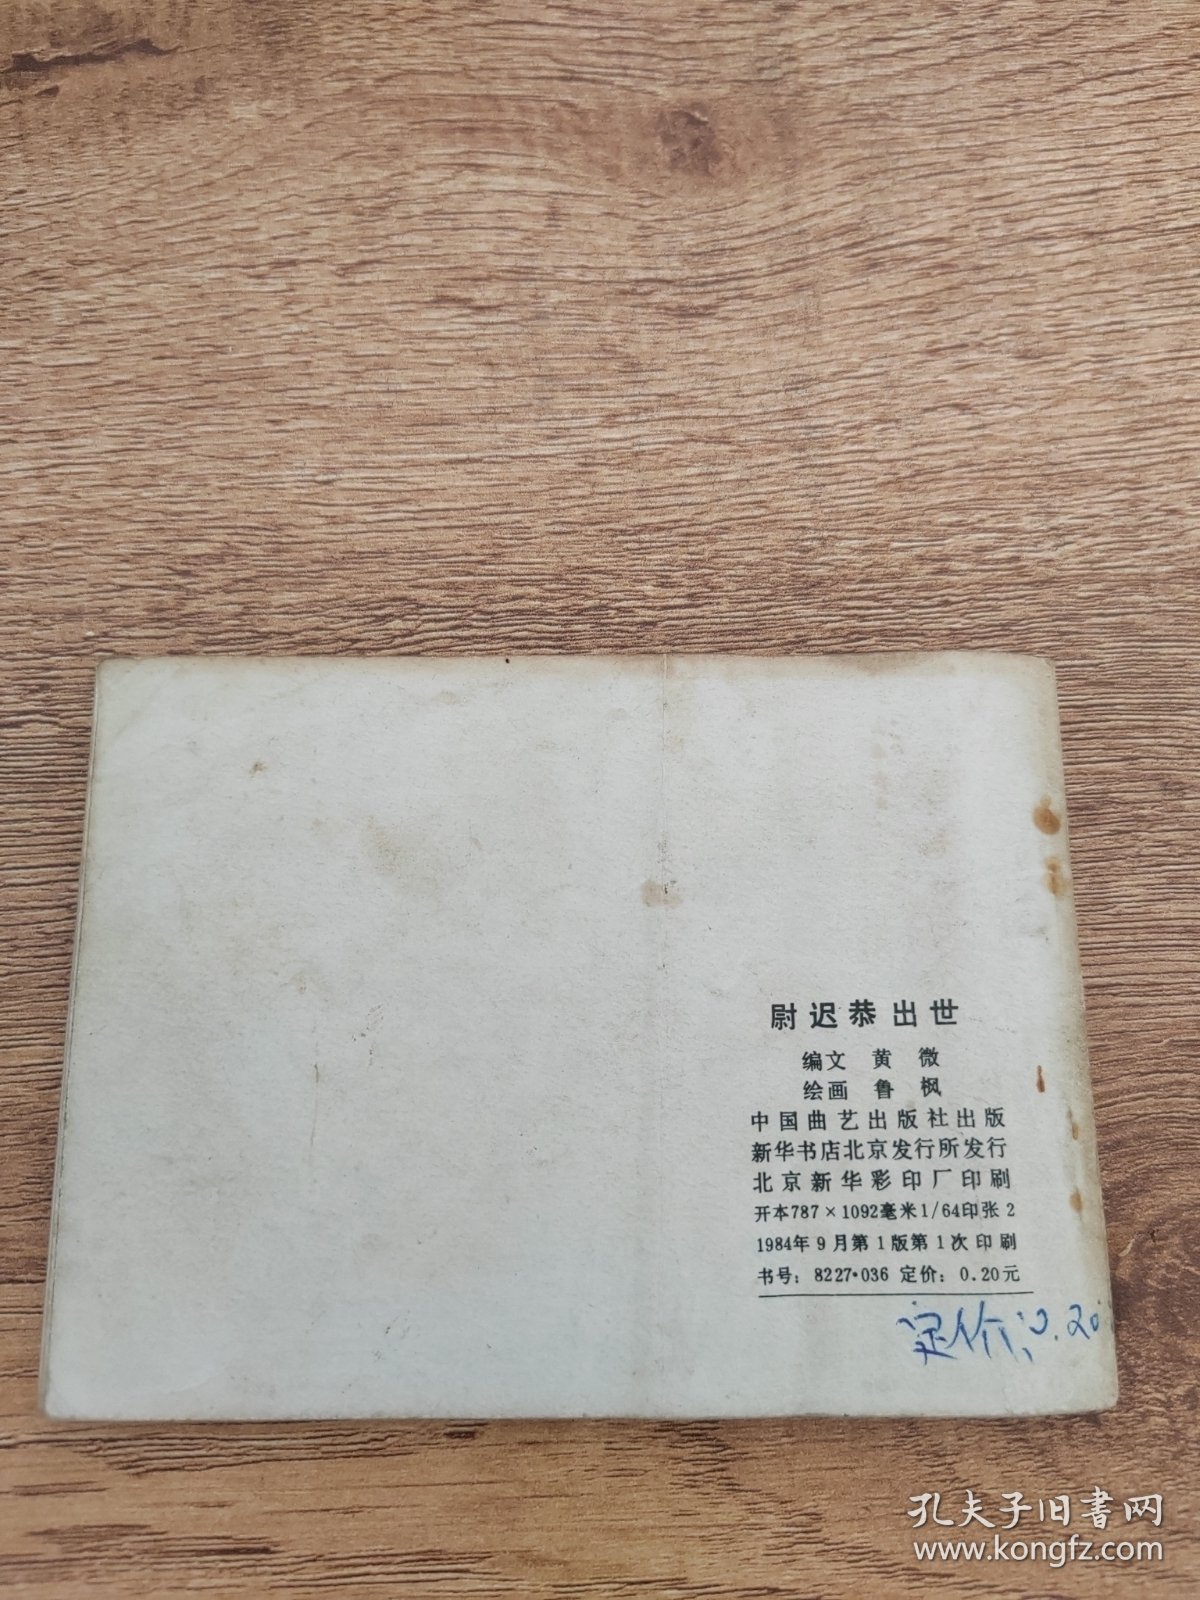 尉迟恭出世
编文 黄 微
绘画 鲁 枫
中国曲艺出版社出版
新华书店北京发行所发行
北京新华彩印厂印刷
开本787×1092毫米1/64印张2
1984年9月第1版第1次印刷
书号：8227·036 定价：0.20元
定价：0.20
孔夫子旧书网
www.kongfz.com